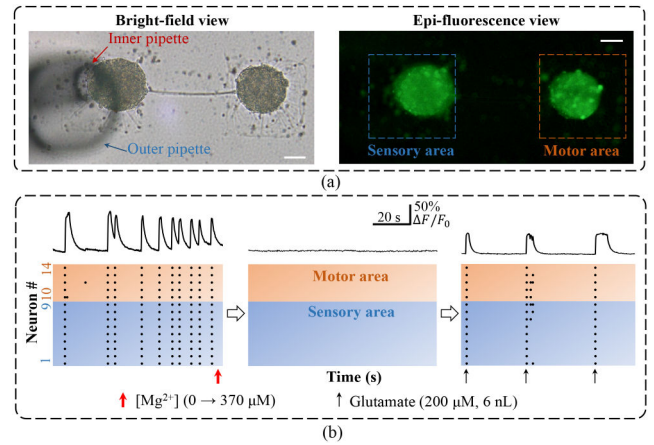 Bright-field view
Epi-fluorescence view
Inner pipette
Outer pipette
Sensory area
Motor area
(a)
50%
20 s
ΔF/F0
Neuron #
14
10
9
1
Motor area
Sensory area
Time (s)
[Mg2+] (0 → 370 μM)
Glutamate (200 μM, 6 nL)
(b)